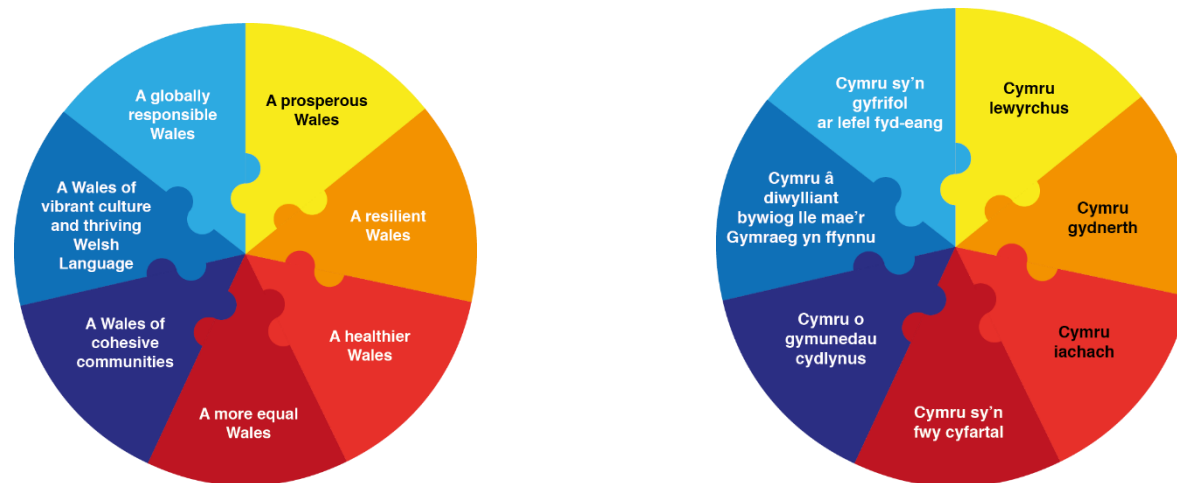 A globally
responsible
Wales
A prosperous
Wales
A resilient
Wales
A healthier
Wales
A more equal
Wales
A Wales of
cohesive
communities
A Wales of
vibrant culture
and thriving
Welsh
Language
Cymru sy'n
gyfrifol
ar lefel fyd-eang
Cymru
lewyrchus
Cymru
gydnerth
Cymru
iachach
Cymru sy'n
fwy cyfartal
Cymru o
gymunedau
cydlynus
Cymru â
diwylliant
bywiog lle mae'r
Gymraeg yn ffynnu